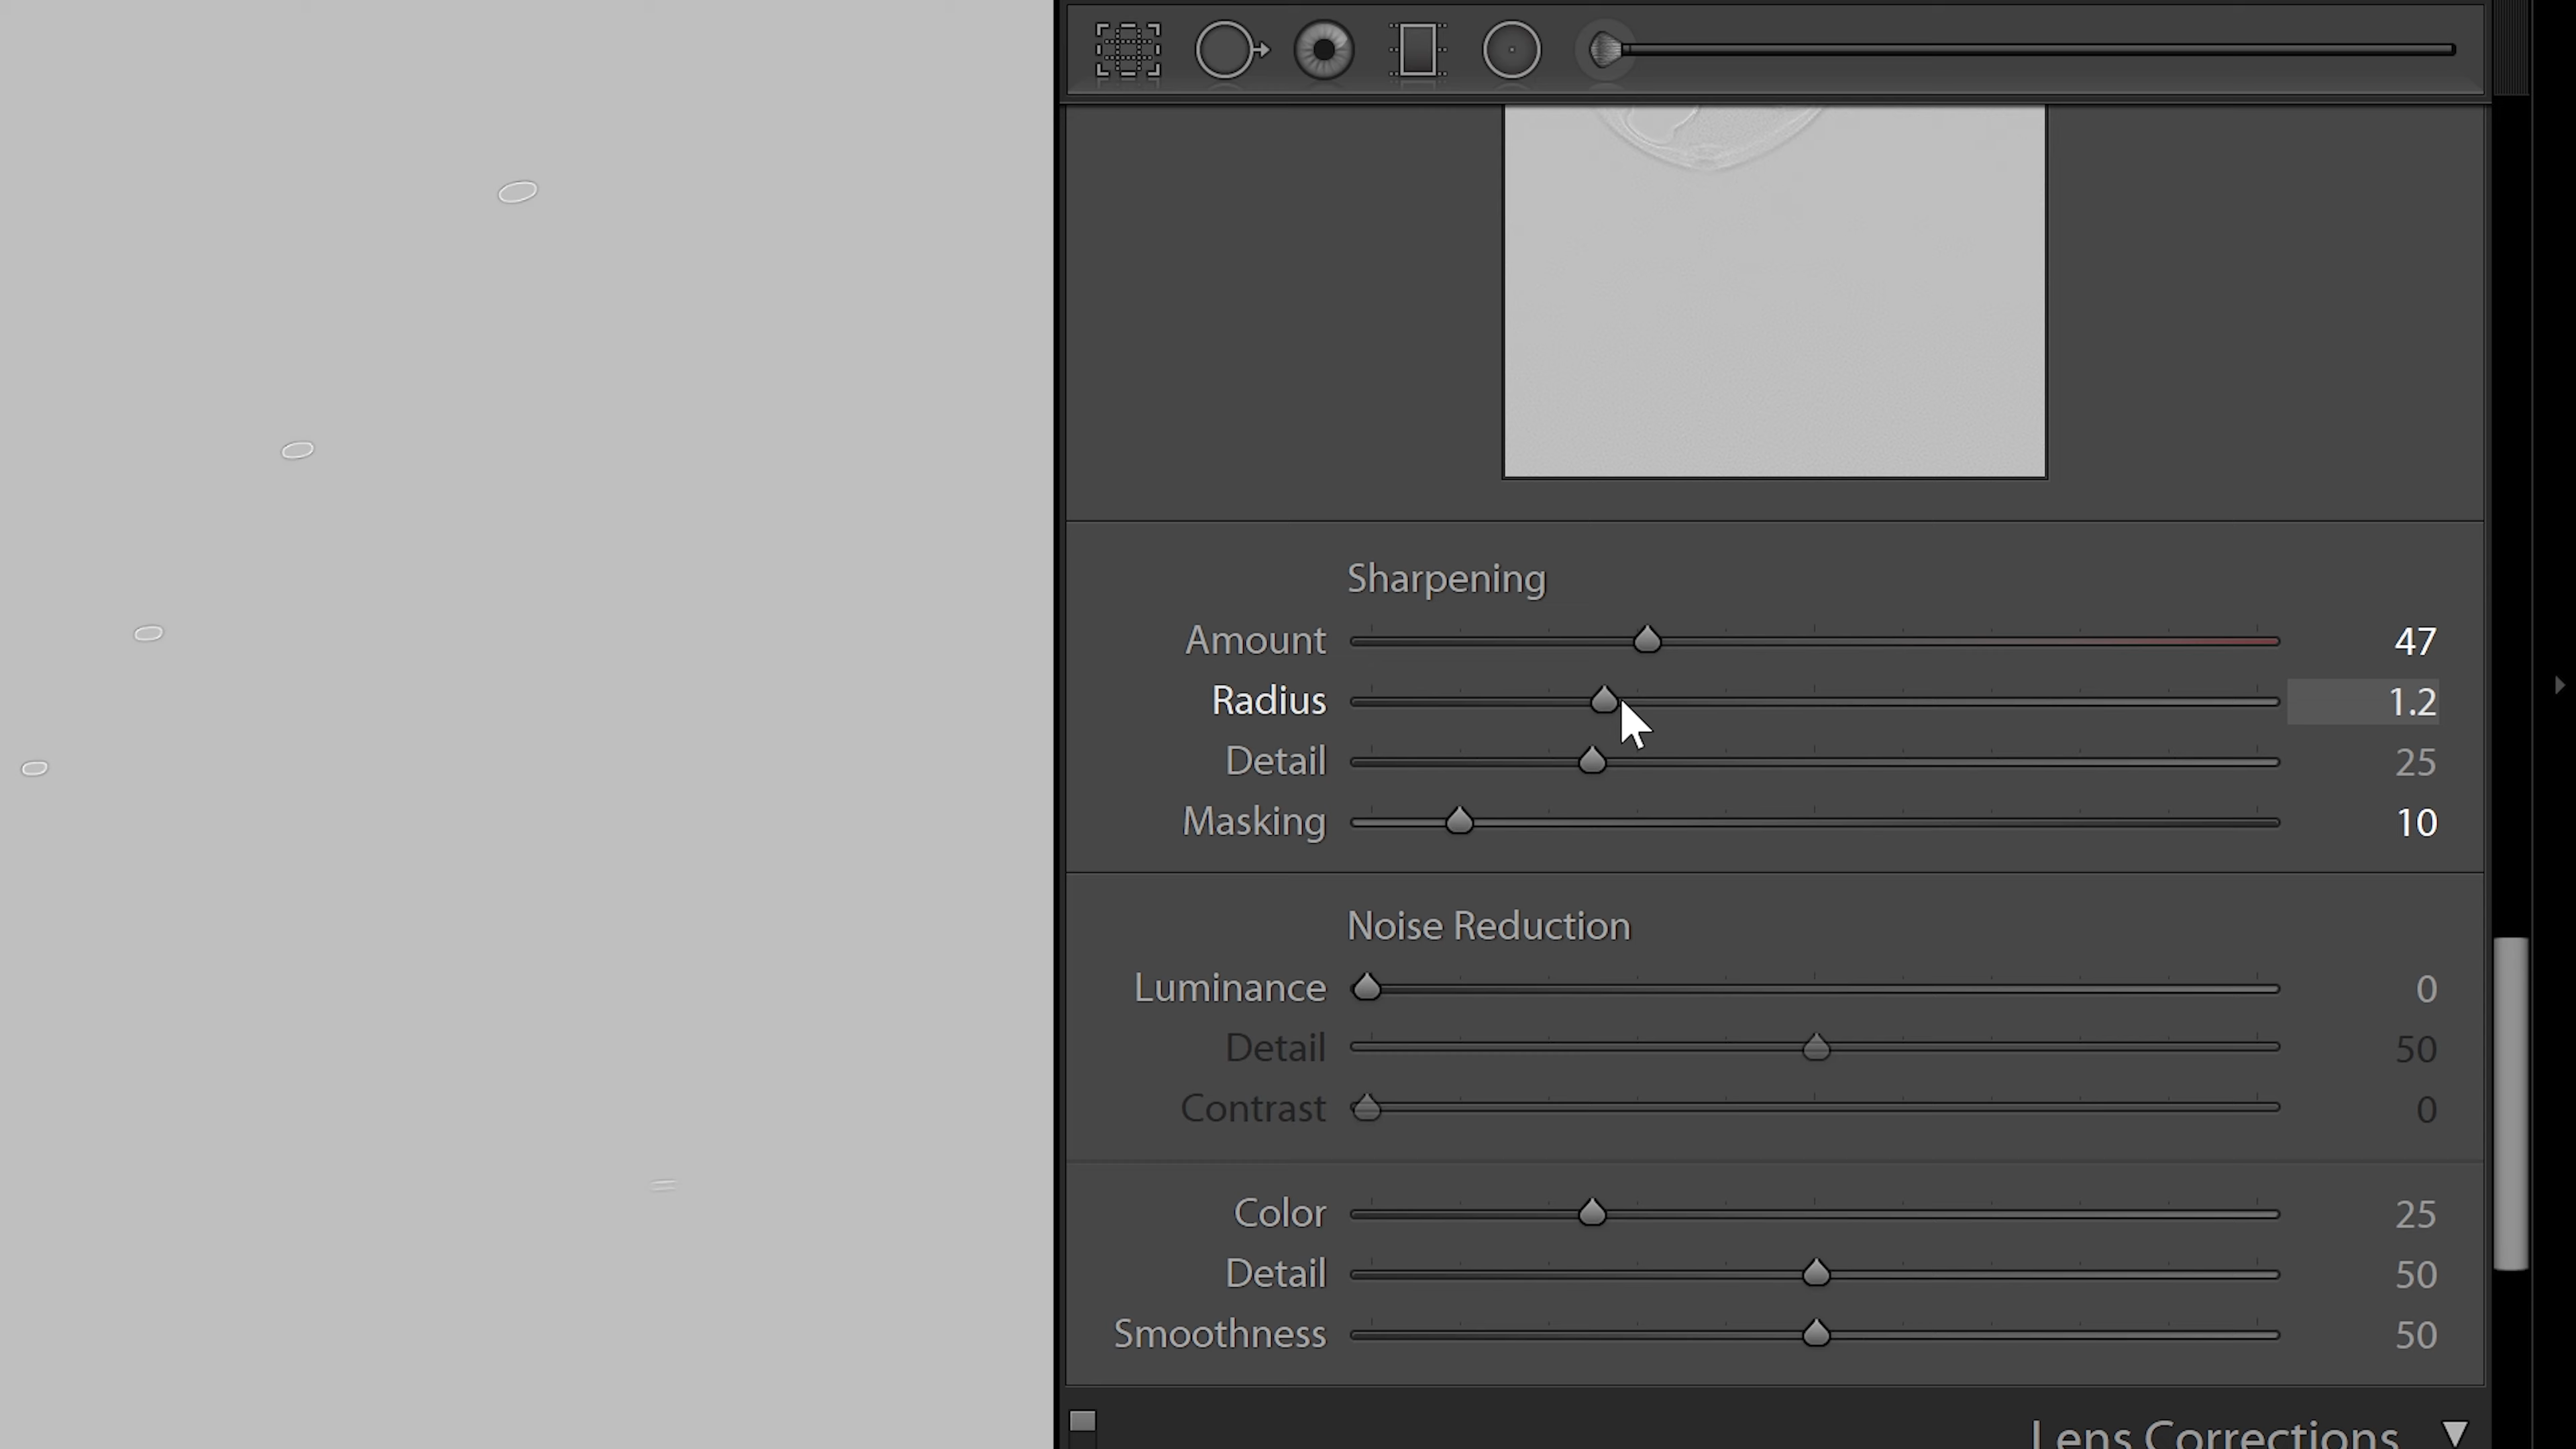 Sharpening
Amount 47
Radius 1.2
Detail 25
Masking 10
Noise Reduction
Luminance 0
Detail 50
Contrast 0
Color 25
Detail 50
Smoothness 50
Lens Corrections